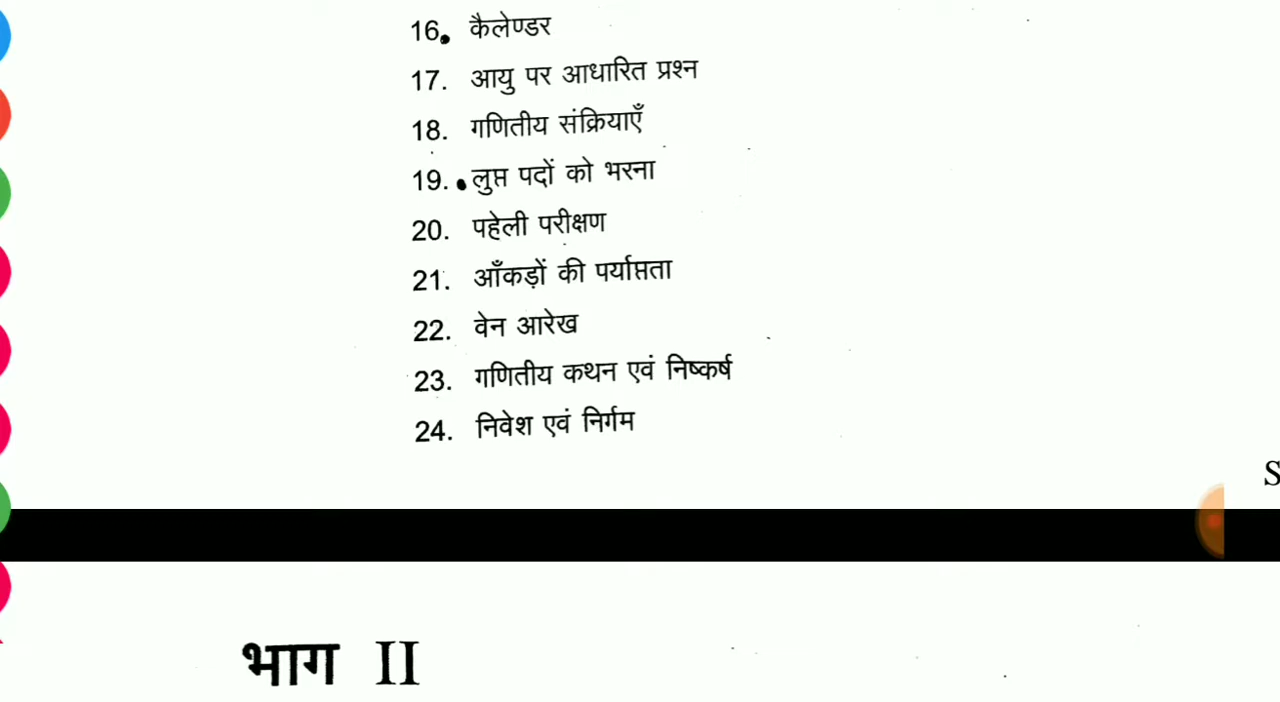 16. कैलेण्डर
17. आयु पर आधारित प्रश्न
18. गणितीय संक्रियाएँ
19. लुप्त पदों को भरना
20. पहेली परीक्षण
21. आँकड़ों की पर्याप्तता
22. वेन आरेख
23. गणितीय कथन एवं निष्कर्ष
24. निवेश एवं निर्गम
S
भाग II